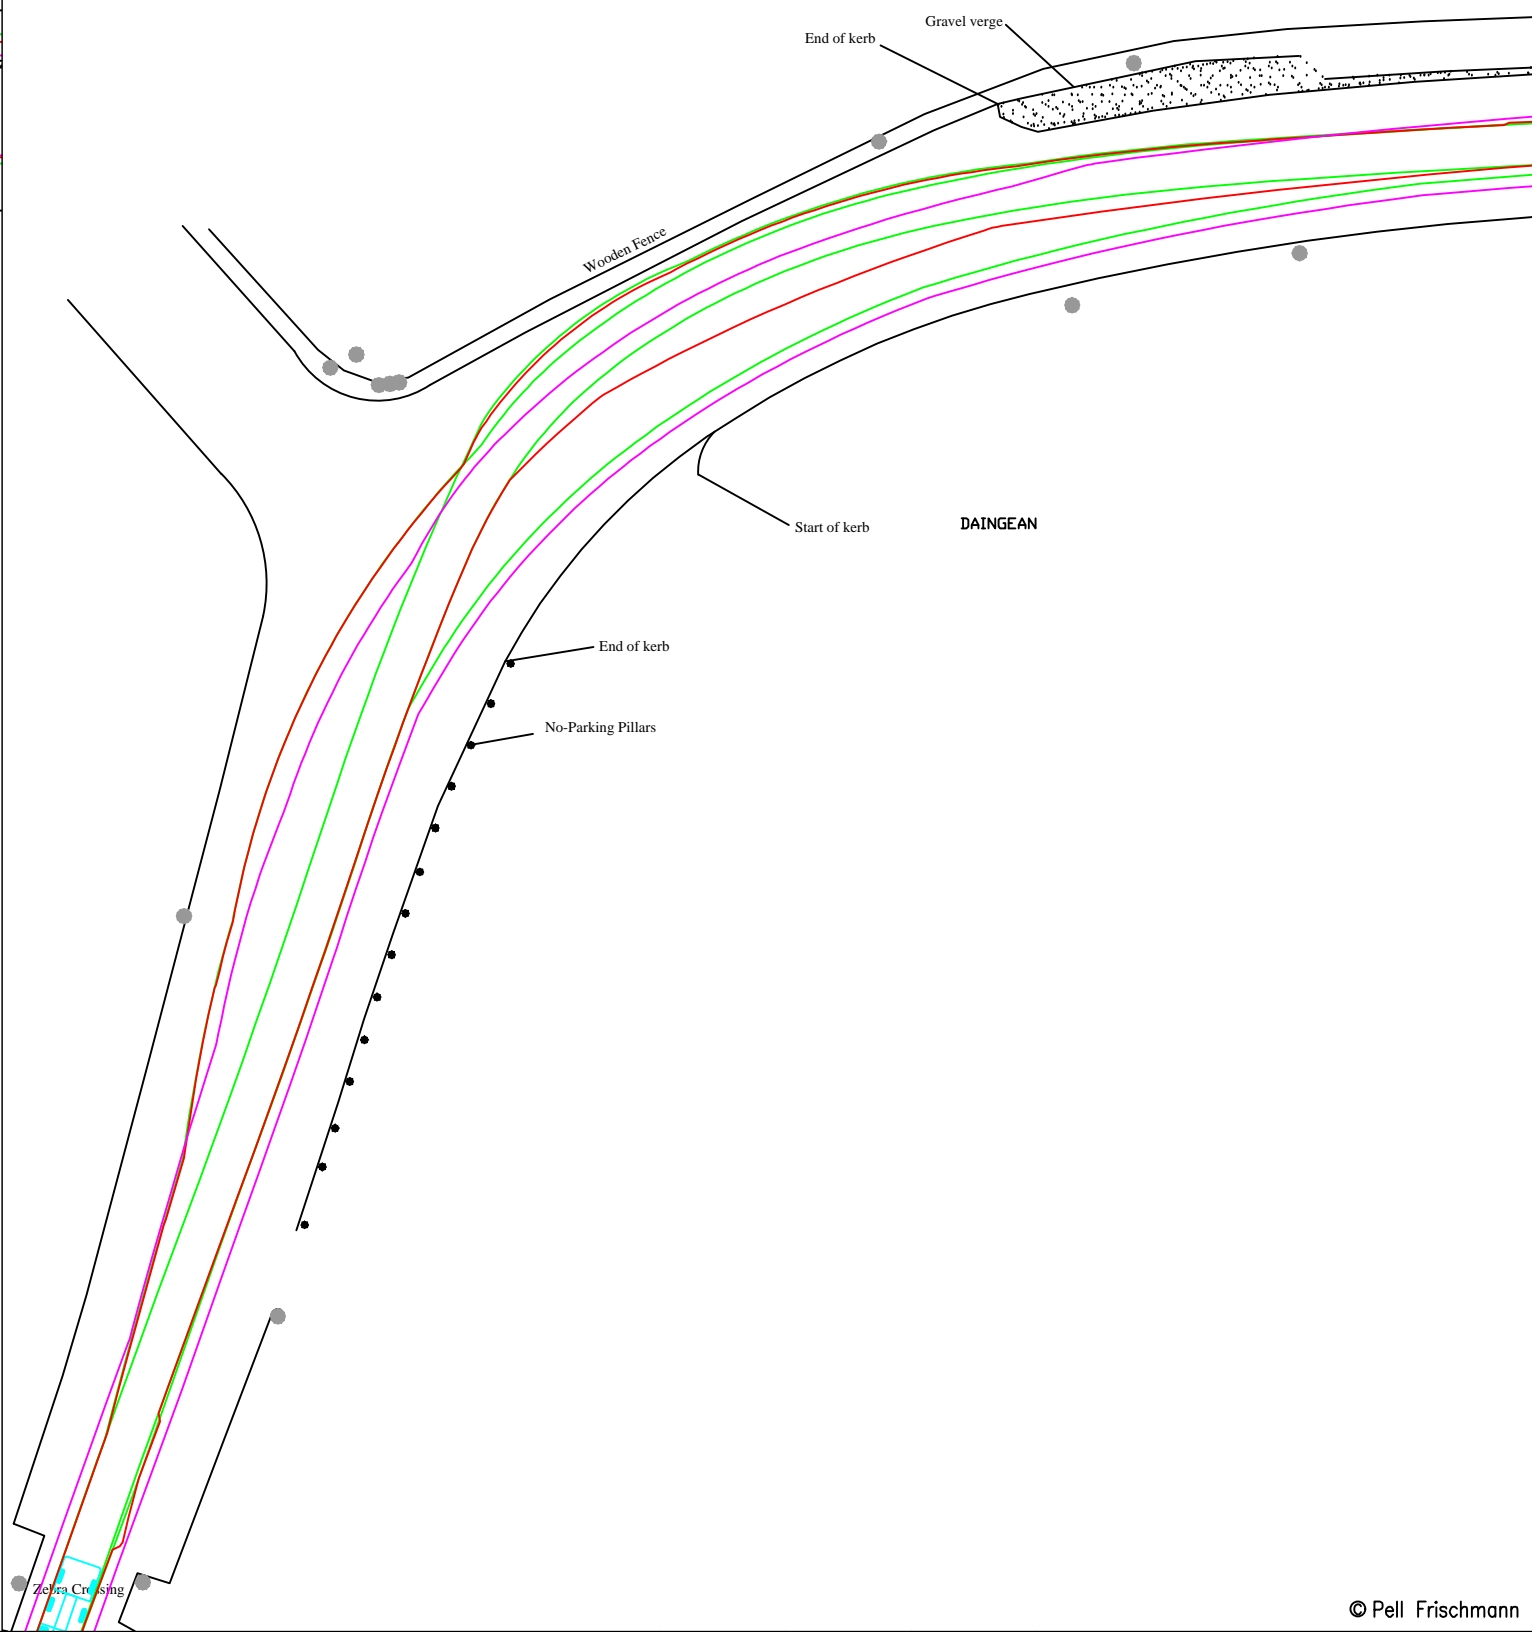 Gravel verge
End of kerb
Wooden Fence
Start of kerb
DAINGEAN
End of kerb
No-Parking Pillars
Zebra Crossing
© Pell Frischmann